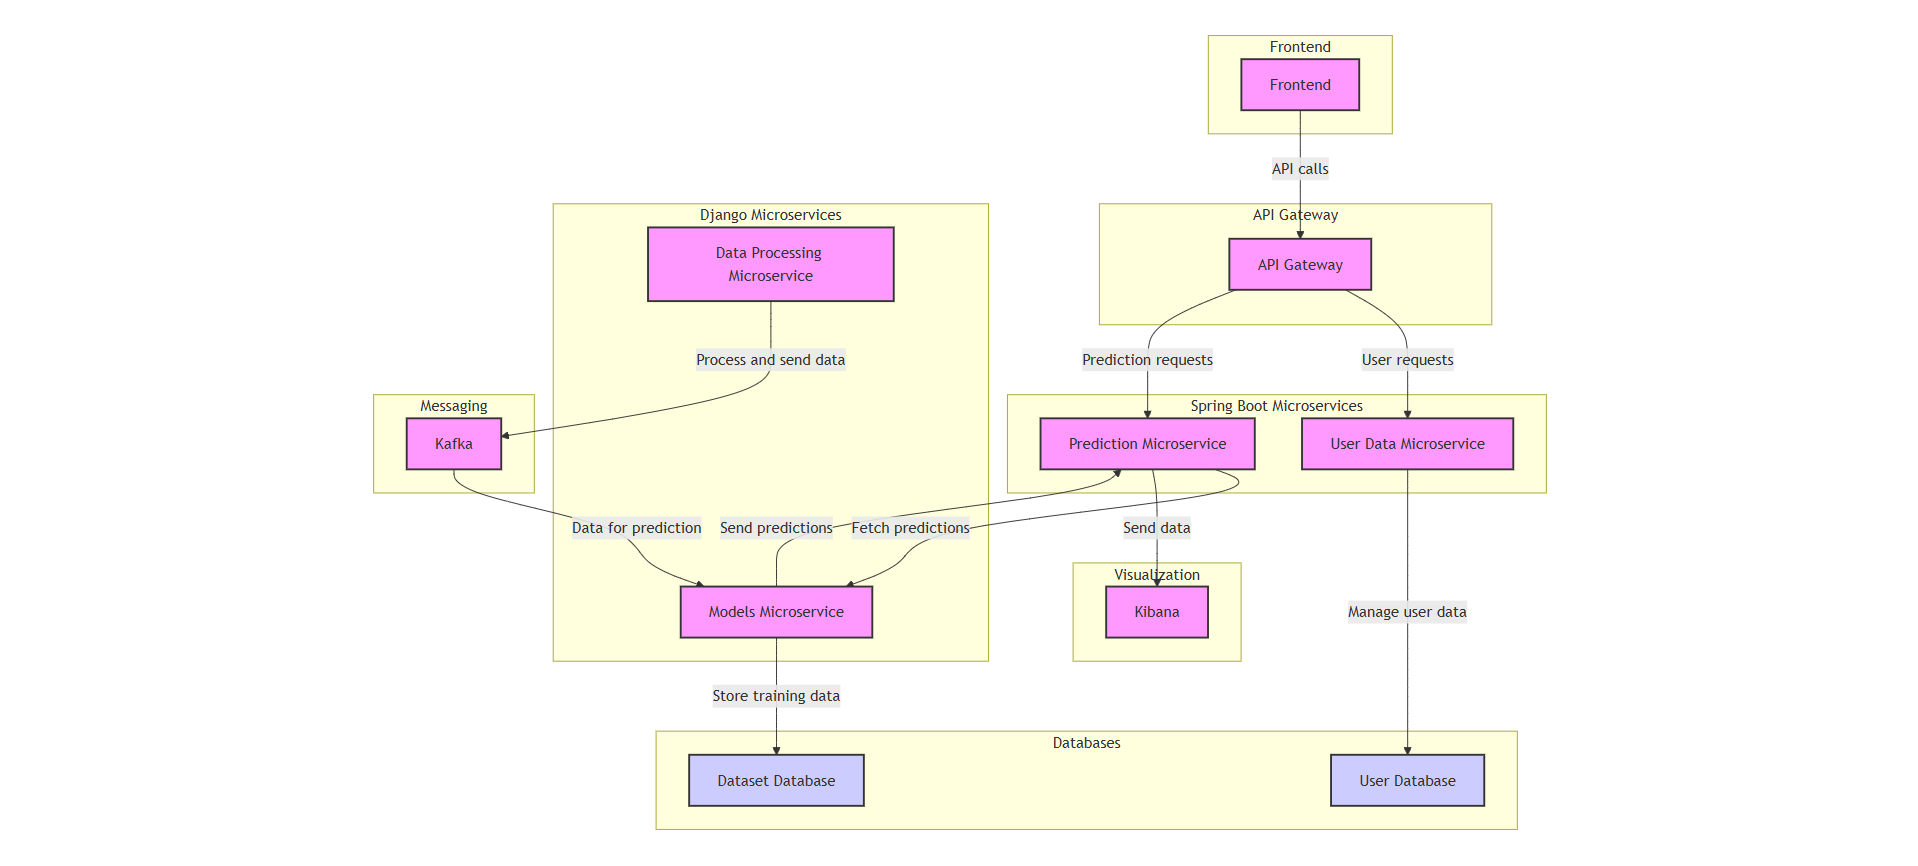 Frontend
Frontend
API calls
Django Microservices
API Gateway
Data Processing
Microservice
API Gateway
Process and send data
Prediction requests
User requests
Messaging
Spring Boot Microservices
Kafka
Prediction Microservice
User Data Microservice
Data for prediction
Send predictions
Fetch predictions
Send data
Visualization
Models Microservice
Kibana
Manage user data
Store training data
Databases
Dataset Database
User Database